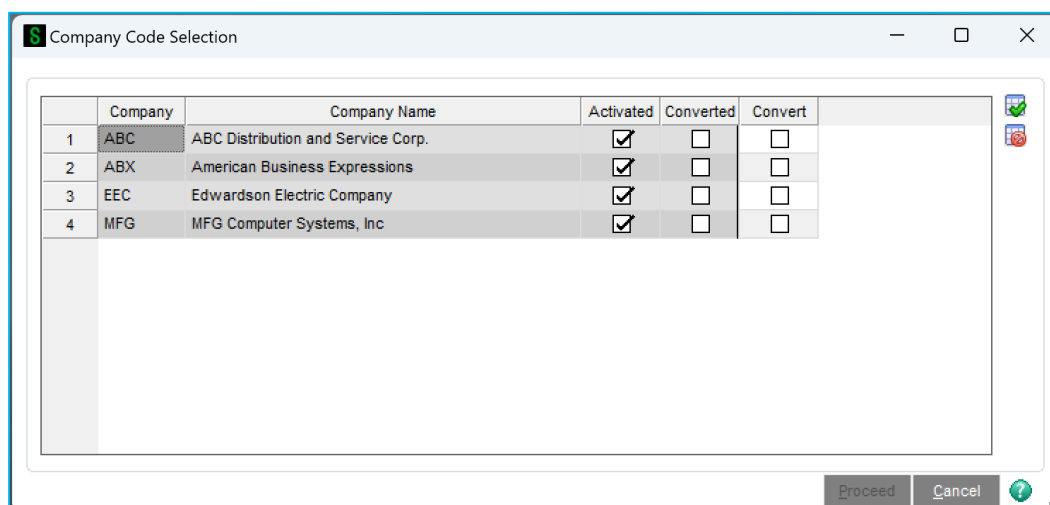 S Company Code Selection
Company Company Name Activated Converted Convert
1 ABC ABC Distribution and Service Corp.
2 ABX American Business Expressions
3 EEC Edwardson Electric Company
4 MFG MFG Computer Systems, Inc
Proceed Cancel ?